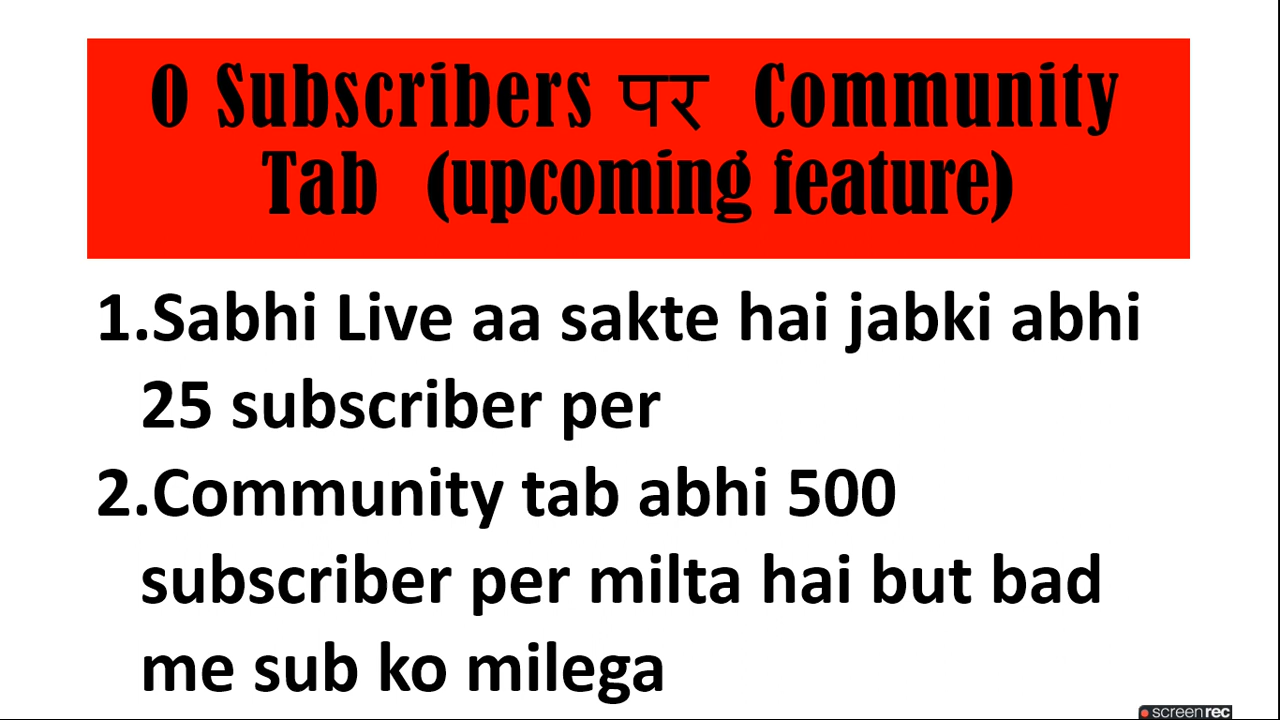 0 Subscribers पर Community
Tab (upcoming feature)
1.Sabhi Live aa sakte hai jabki abhi
25 subscriber per
2.Community tab abhi 500
subscriber per milta hai but bad
me sub ko milega
screenrec